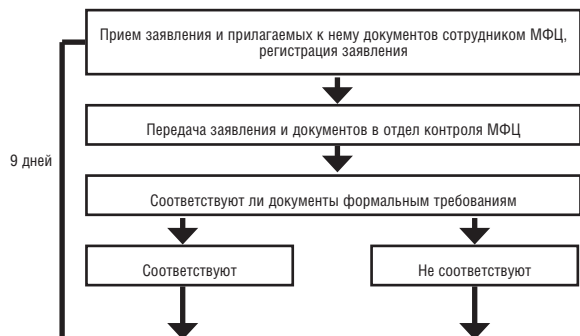 Прием заявления и прилагаемых к нему документов сотрудником МФЦ,
регистрация заявления
Передача заявления и документов в отдел контроля МФЦ
9 дней
Соответствуют ли документы формальным требованиям
Соответствуют
Не соответствуют